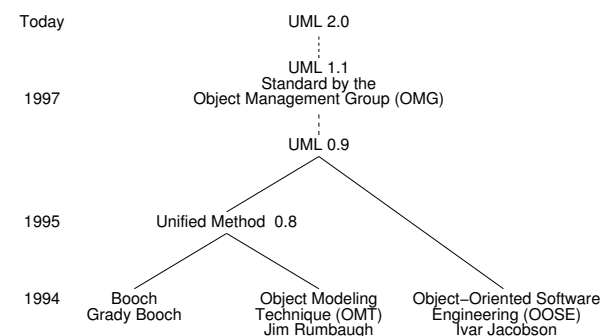 Today UML 2.0
UML 1.1
Standard by the
1997 Object Management Group (OMG)
UML 0.9
1995 Unified Method 0.8
1994 Booch Object Modeling Object−Oriented Software
Grady Booch Technique (OMT) Engineering (OOSE)
Jim Rumbaugh Ivar Jacobson